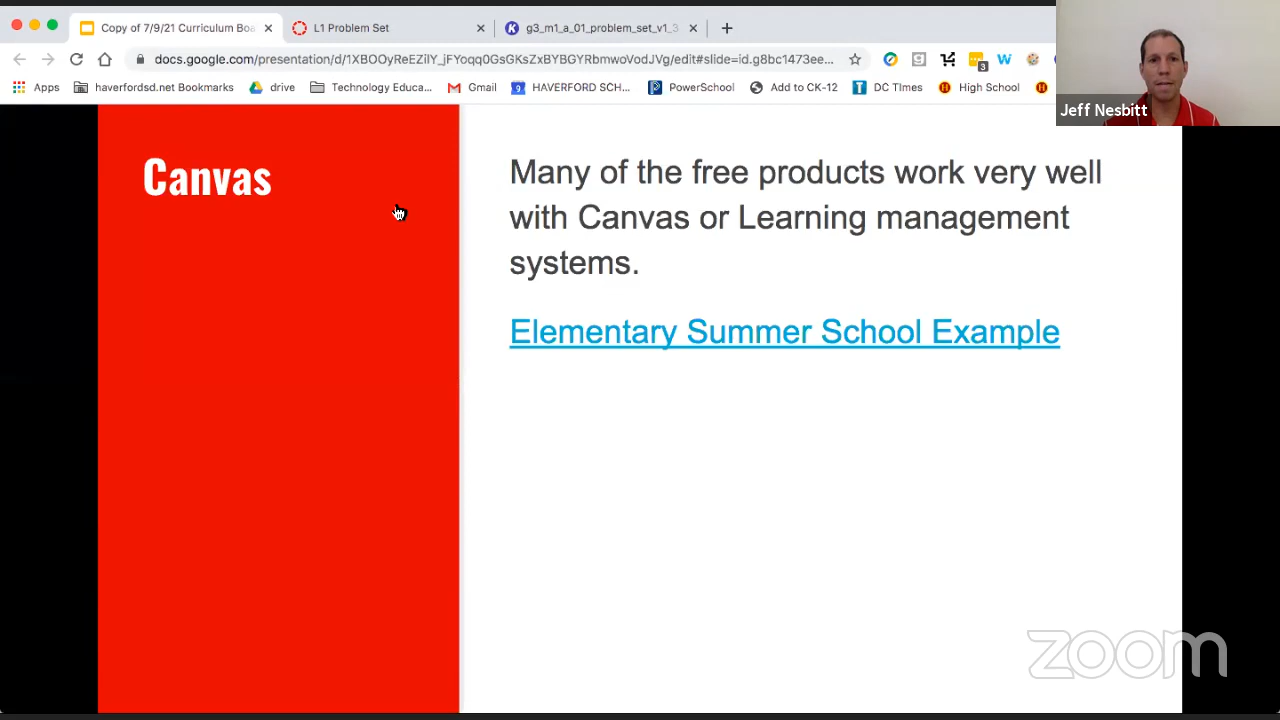 Copy of 7/9/21 Curriculum Boa
L1 Problem Set
g3_m1_a_01_problem_set_v1_3
docs.google.com/presentation/d/1XBOOyReEZilY_jFYoqq0GsGKsZxBYBGYRbmwoVodJVg/edit#slide=id.g8bc1473ee...
3
Apps
haverfordsd.net Bookmarks
drive
Technology Educa...
Gmail
HAVERFORD SCH...
PowerSchool
Add to CK-12
DC TImes
High School
Jeff Nesbitt
Canvas
Many of the free products work very well
with Canvas or Learning management
systems.
Elementary Summer School Example
zoom